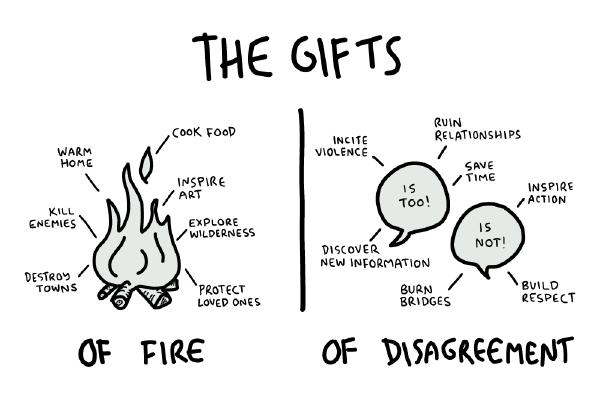 THE GIFTS
COOK FOOD
WARM
HOME
INSPIRE
ART
KILL
ENEMIES
EXPLORE
WILDERNESS
DESTROY
TOWNS
PROTECT
LOVED ONES
OF FIRE
RUIN
RELATIONSHIPS
INCITE
VIOLENCE
SAVE
TIME
IS
TOO!
INSPIRE
ACTION
IS
NOT!
DISCOVER
NEW INFORMATION
BURN
BRIDGES
BUILD
RESPECT
OF DISAGREEMENT